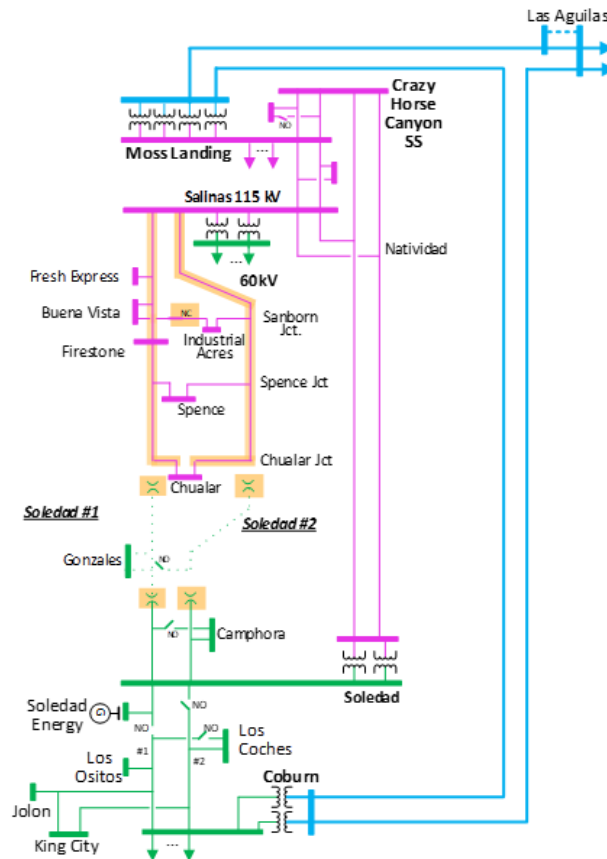 Las Aguilas
Crazy
Horse
Canyon
SS
NO
...
Moss Landing
Salinas 115 kV
Natividad
...
60kV
Fresh Express
Buena Vista
NC
Sanborn
Jct.
Industrial
Acres
Firestone
Spence Jct
Spence
Chualar Jct
Chualar
Soledad #1
Soledad #2
Gonzales
NO
NO
Camphora
Soledad
Soledad
Energy
G
NO
NO
NO
Los
Coches
#1
#2
Los
Ositos
Coburn
Jolon
King City
...